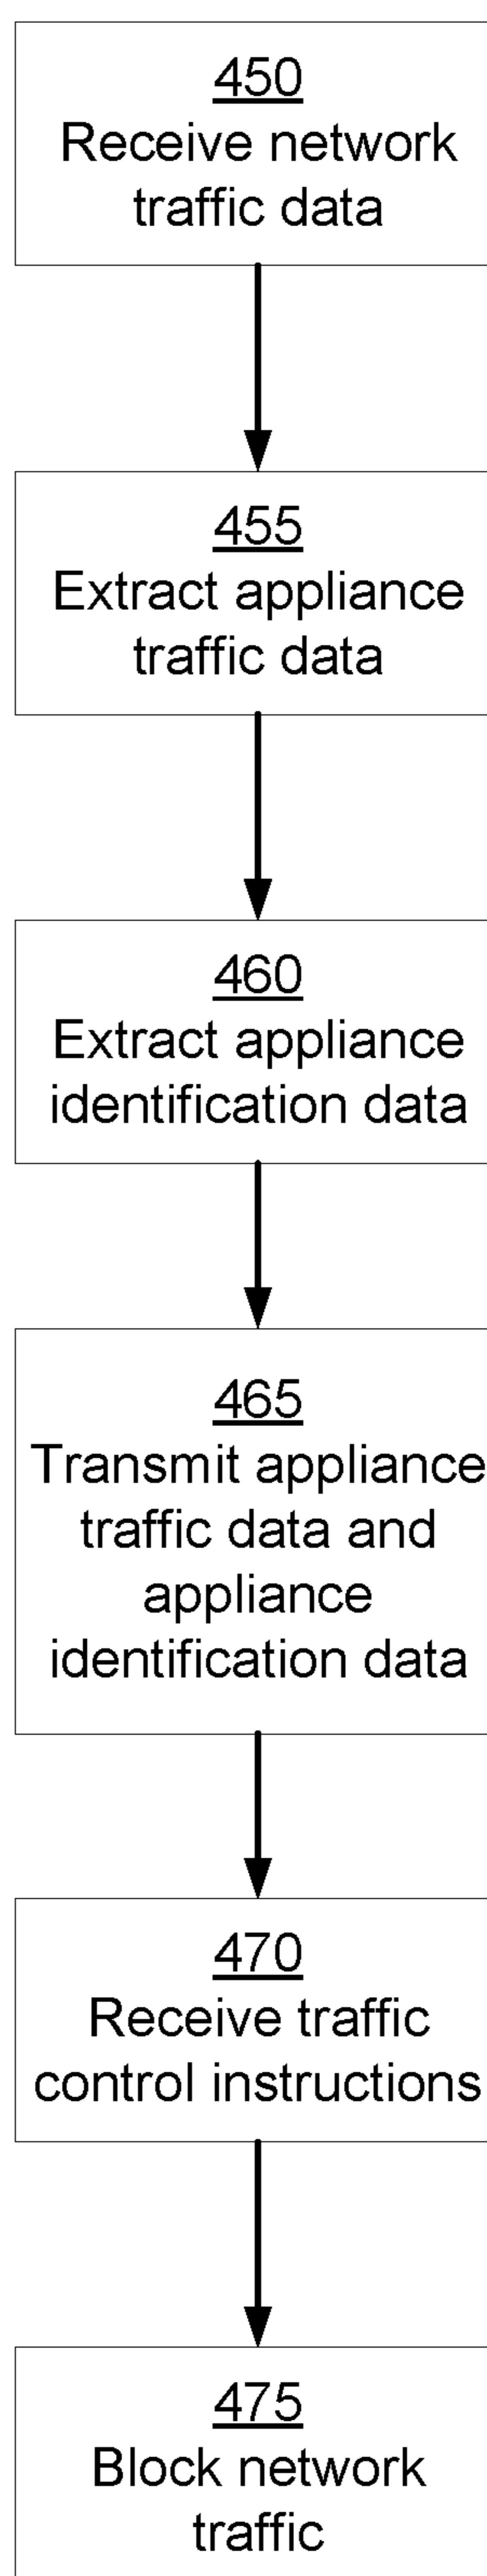 450
Receive network
traffic data
455
Extract appliance
traffic data
460
Extract appliance
identification data
465
Transmit appliance
traffic data and
appliance
identification data
470
Receive traffic
control instructions
475
Block network
traffic